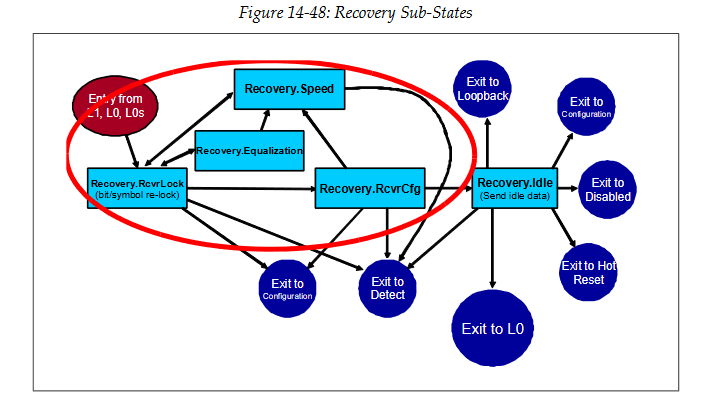 Figure 14-48: Recovery Sub-States
Entry from
L1, L0, L0s
Recovery.Speed
Recovery.Equalization
Recovery.RcvrLock
(bit/symbol re-lock)
Recovery.RcvrCfg
Recovery.Idle
(Send idle data)
Exit to
Loopback
Exit to
Configuration
Exit to
Disabled
Exit to Hot
Reset
Exit to L0
Exit to
Detect
Exit to
Configuration